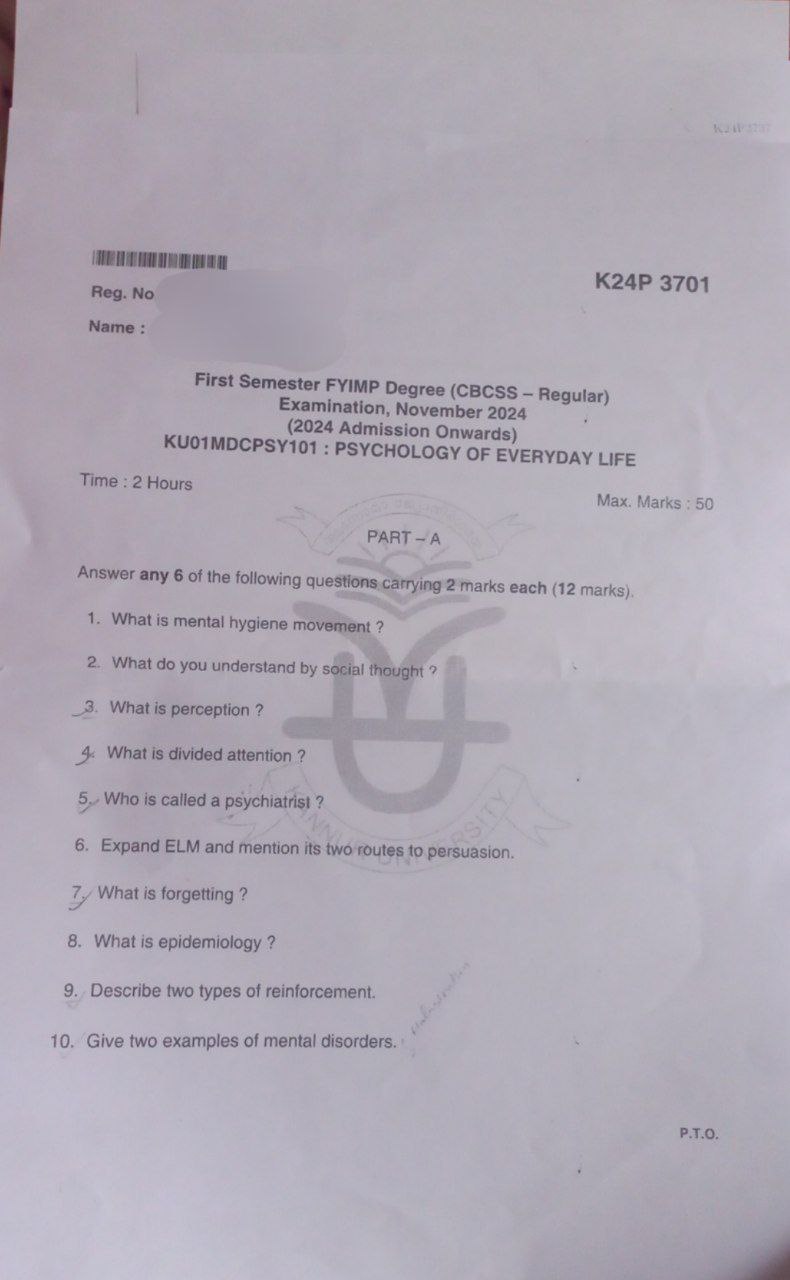 K24P 3701
Reg. No
Name :
First Semester FYIMP Degree (CBCSS – Regular)
Examination, November 2024
(2024 Admission Onwards)
KU01MDCPSY101 : PSYCHOLOGY OF EVERYDAY LIFE
Time : 2 Hours
Max. Marks : 50
PART – A
Answer any 6 of the following questions carrying 2 marks each (12 marks).
1. What is mental hygiene movement ?
2. What do you understand by social thought ?
3. What is perception ?
4. What is divided attention ?
5. Who is called a psychiatrist ?
6. Expand ELM and mention its two routes to persuasion.
KANNUR UNIVERSITY
7. What is forgetting ?
8. What is epidemiology ?
9. Describe two types of reinforcement.
10. Give two examples of mental disorders.
P.T.O.